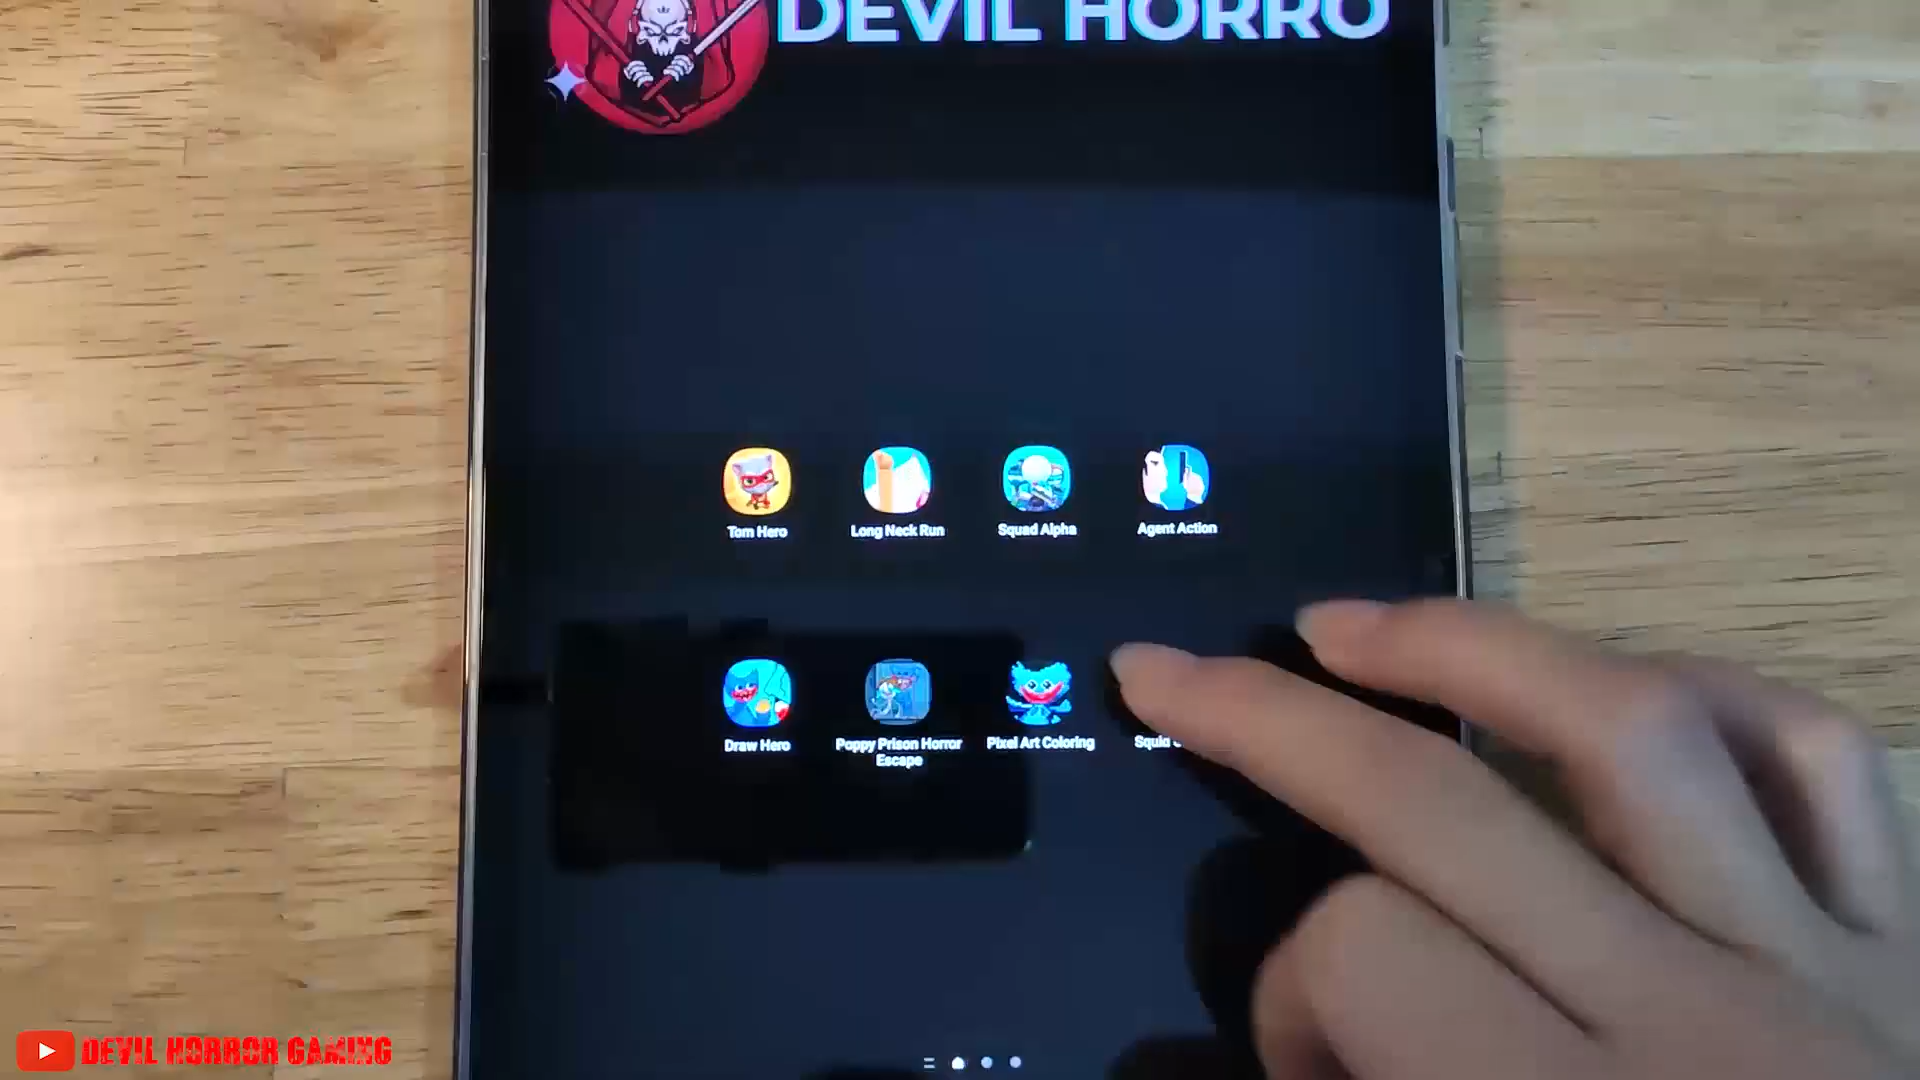 DEVIL HORRO
Tom Hero
Long Neck Run
Squad Alpha
Agent Action
Draw Hero
Poppy Prison Horror
Escape
Pixel Art Coloring
Squid
DEVIL HORROR GAMING